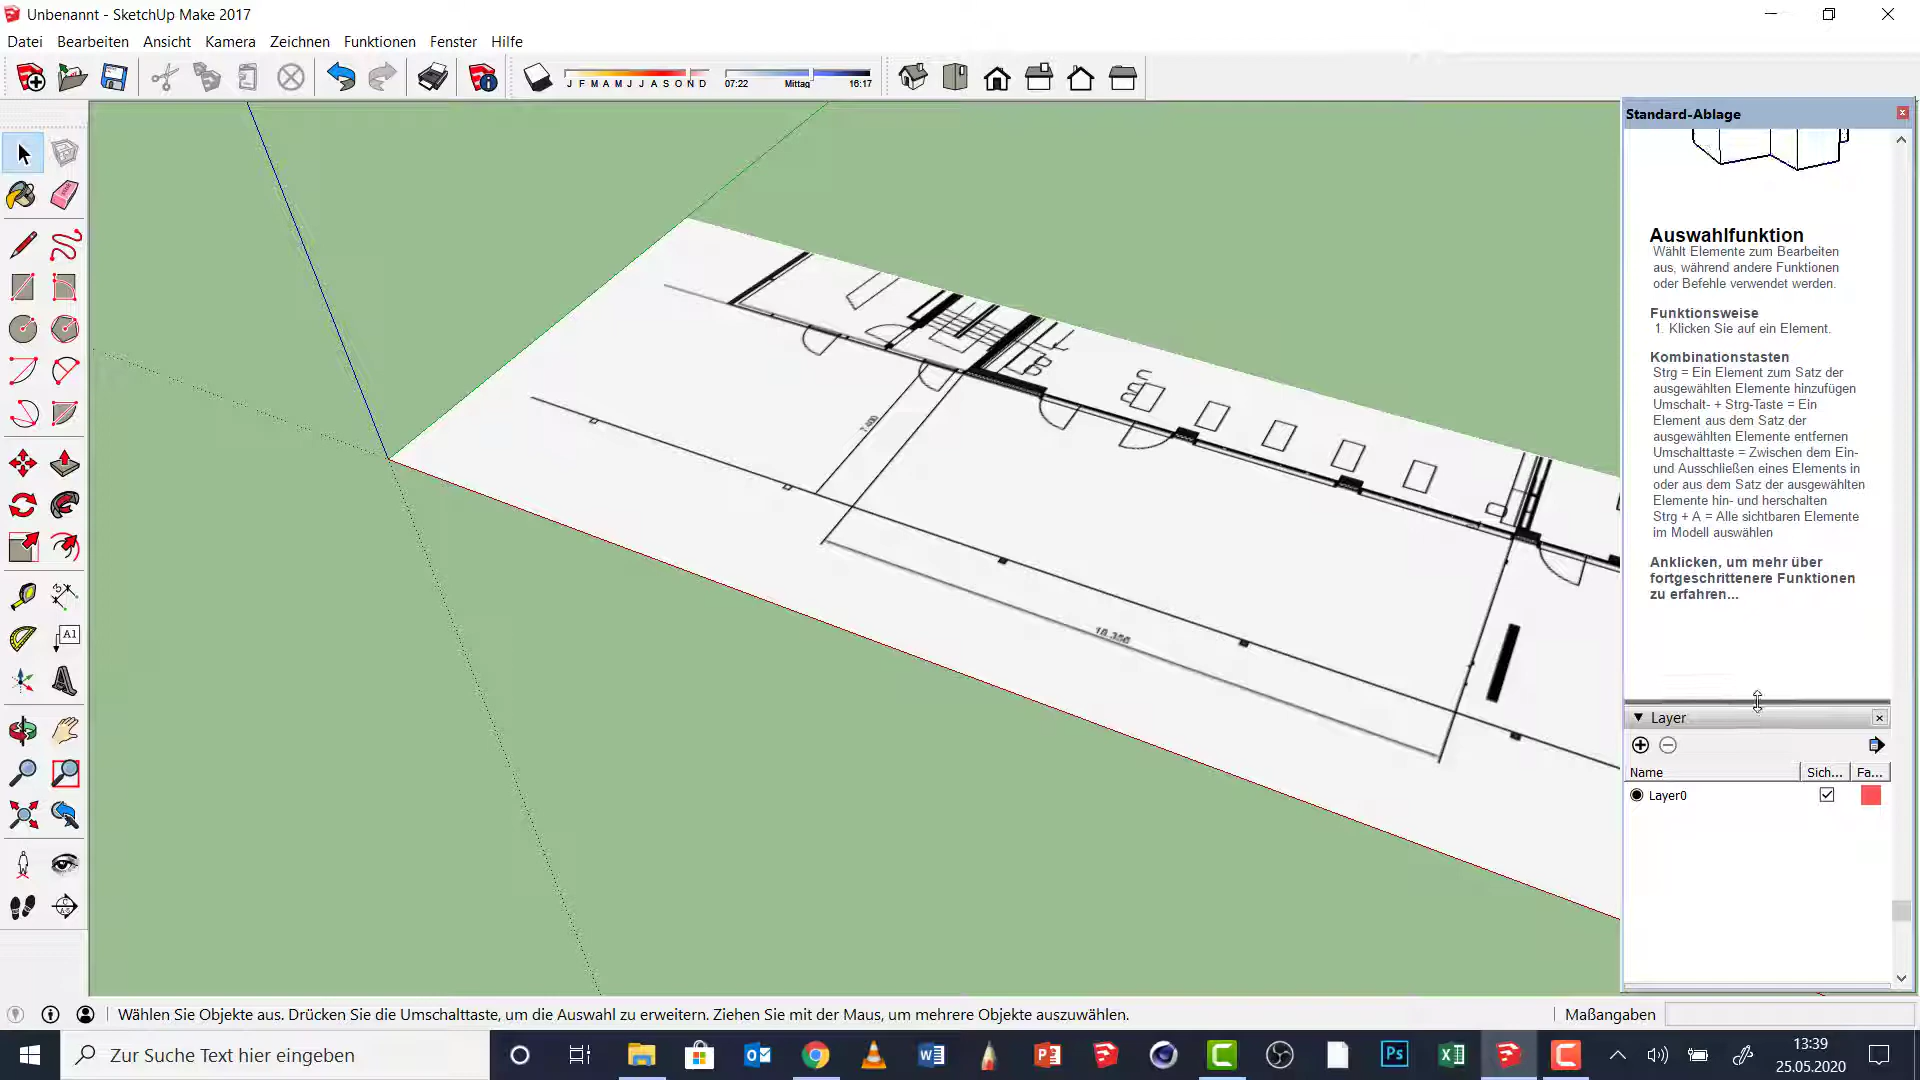 Unbenannt - SketchUp Make 2017
Datei Bearbeiten Ansicht Kamera Zeichnen Funktionen Fenster Hilfe
J F M A M J J A S O N D 07:22 Mittag 16:17
Standard-Ablage
Auswahlfunktion
Wählt Elemente zum Bearbeiten
aus, während andere Funktionen
oder Befehle verwendet werden.
Funktionsweise
1. Klicken Sie auf ein Element.
Kombinationstasten
Strg = Ein Element zum Satz der
ausgewählten Elemente hinzufügen
Umschalt- + Strg-Taste = Ein
Element aus dem Satz der
ausgewählten Elemente entfernen
Umschalttaste = Zwischen dem Ein-
und Ausschließen eines Elements in
oder aus dem Satz der ausgewählten
Elemente hin- und herschalten
Strg + A = Alle sichtbaren Elemente
im Modell auswählen
Anklicken, um mehr über
fortgeschrittenere Funktionen
zu erfahren...
18.356
A1
Layer
Name Sich... Fa...
Layer0
Wählen Sie Objekte aus. Drücken Sie die Umschalttaste, um die Auswahl zu erweitern. Ziehen Sie mit der Maus, um mehrere Objekte auszuwählen.
Maßangaben
Zur Suche Text hier eingeben
13:39
25.05.2020